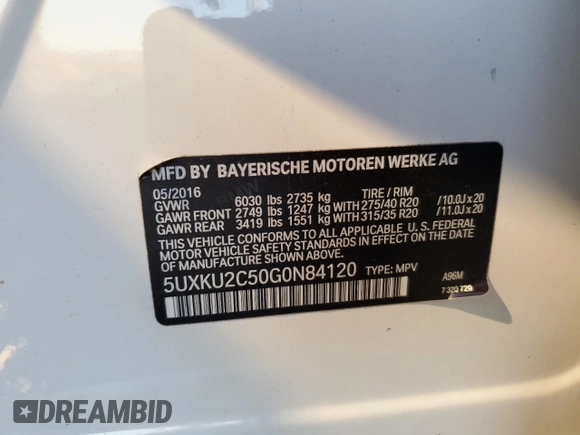 MFD BY BAYERISCHE MOTOREN WERKE AG
05/2016 TIRE / RIM
GVWR 6030 lbs 2735 kg
GAWR FRONT 2749 lbs 1247 kg WITH 275/40 R20 /10.0J x 20
GAWR REAR 3419 lbs 1551 kg WITH 315/35 R20 /11.0J x 20
THIS VEHICLE CONFORMS TO ALL APPLICABLE U.S. FEDERAL
MOTOR VEHICLE SAFETY STANDARDS IN EFFECT ON THE DATE
OF MANUFACTURE SHOWN ABOVE.
5UXKU2C50G0N84120 TYPE: MPV A96M
7 320 729
DREAMBID